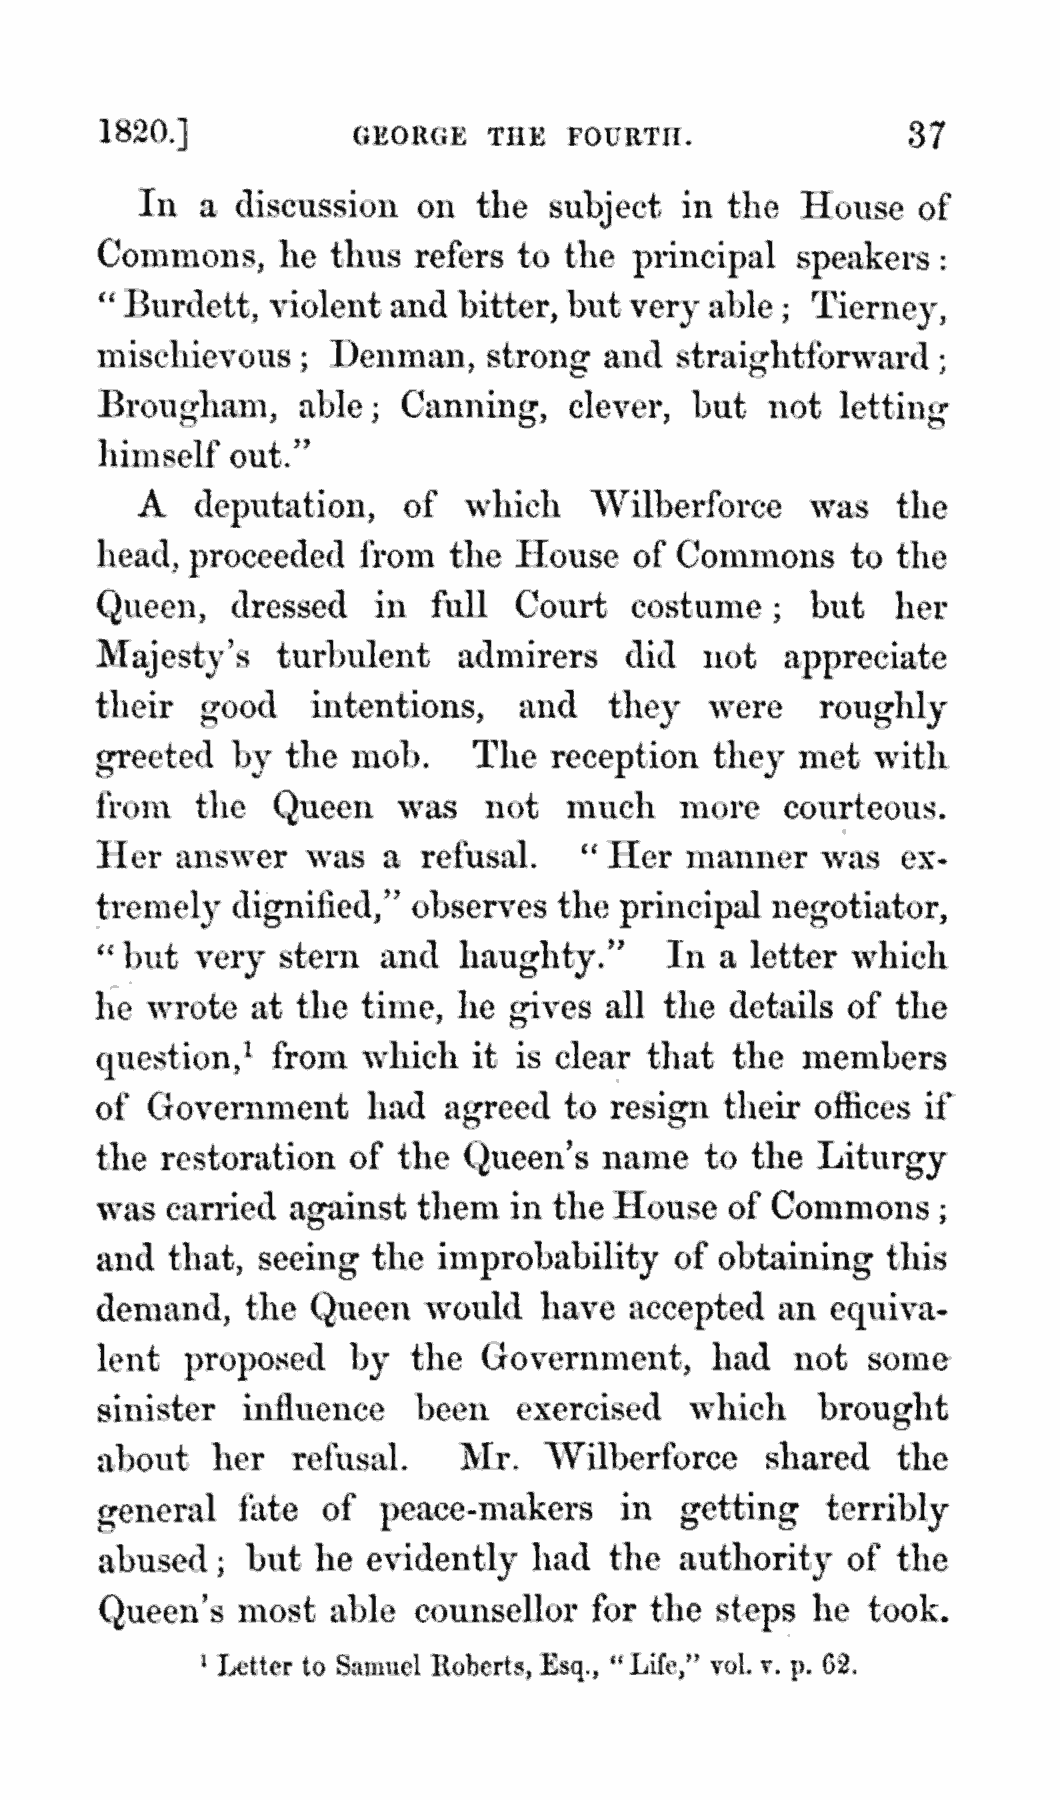 1820.] GEORGE THE FOURTH. 37
In a discussion on the subject in the House of
Commons, he thus refers to the principal speakers :
“ Burdett, violent and bitter, but very able ; Tierney,
mischievous ; Denman, strong and straightforward ;
Brougham, able ; Canning, clever, but not letting
himself out.”
A deputation, of which Wilberforce was the
head, proceeded from the House of Commons to the
Queen, dressed in full Court costume ; but her
Majesty’s turbulent admirers did not appreciate
their good intentions, and they were roughly
greeted by the mob. The reception they met with
from the Queen was not much more courteous.
Her answer was a refusal. “ Her manner was ex-
tremely dignified,” observes the principal negotiator,
“ but very stern and haughty.” In a letter which
he wrote at the time, he gives all the details of the
question,¹ from which it is clear that the members
of Government had agreed to resign their offices if
the restoration of the Queen’s name to the Liturgy
was carried against them in the House of Commons ;
and that, seeing the improbability of obtaining this
demand, the Queen would have accepted an equiva-
lent proposed by the Government, had not some
sinister influence been exercised which brought
about her refusal. Mr. Wilberforce shared the
general fate of peace-makers in getting terribly
abused ; but he evidently had the authority of the
Queen’s most able counsellor for the steps he took.
¹ Letter to Samuel Roberts, Esq., “ Life,” vol. v. p. 62.